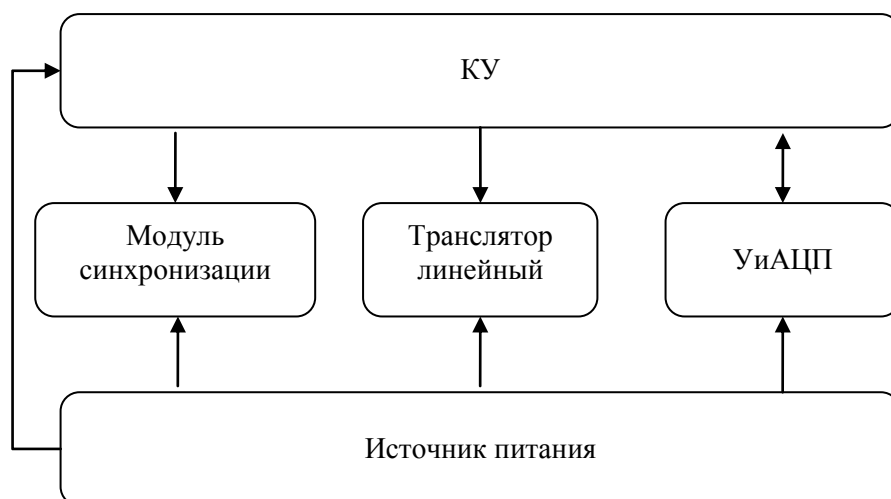 КУ
Модуль
синхронизации
Транслятор
линейный
УиАЦП
Источник питания